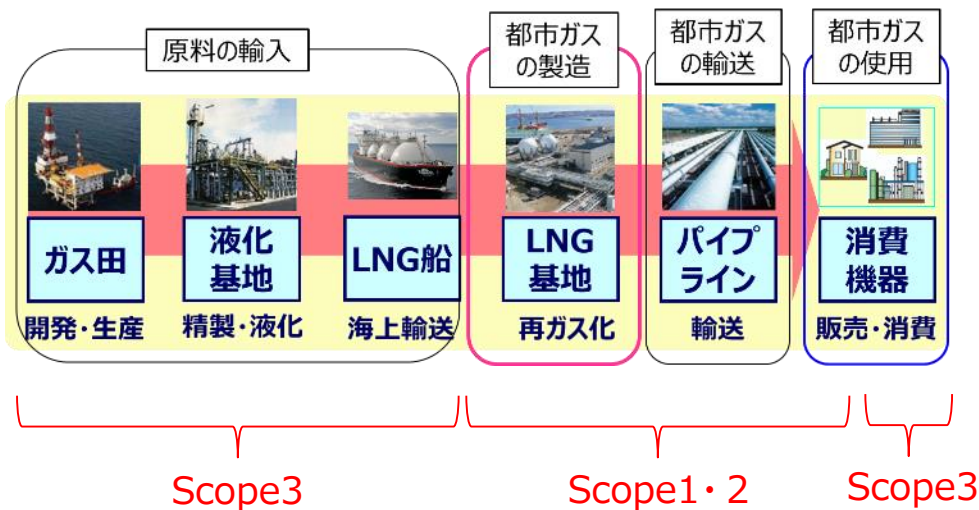 原料の輸入
都市ガス
の製造
都市ガス
の輸送
都市ガス
の使用
ガス田
液化
基地
LNG船
LNG
基地
パイプ
ライン
消費
機器
開発・生産
精製・液化
海上輸送
再ガス化
輸送
販売・消費
Scope3
Scope1・2
Scope3